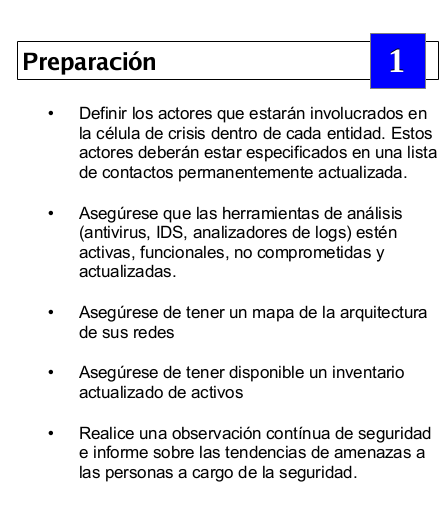 Preparación 1
• Definir los actores que estarán involucrados en
la célula de crisis dentro de cada entidad. Estos
actores deberán estar especificados en una lista
de contactos permanentemente actualizada.
• Asegúrese que las herramientas de análisis
(antivirus, IDS, analizadores de logs) estén
activas, funcionales, no comprometidas y
actualizadas.
• Asegúrese de tener un mapa de la arquitectura
de sus redes
• Asegúrese de tener disponible un inventario
actualizado de activos
• Realice una observación contínua de seguridad
e informe sobre las tendencias de amenazas a
las personas a cargo de la seguridad.